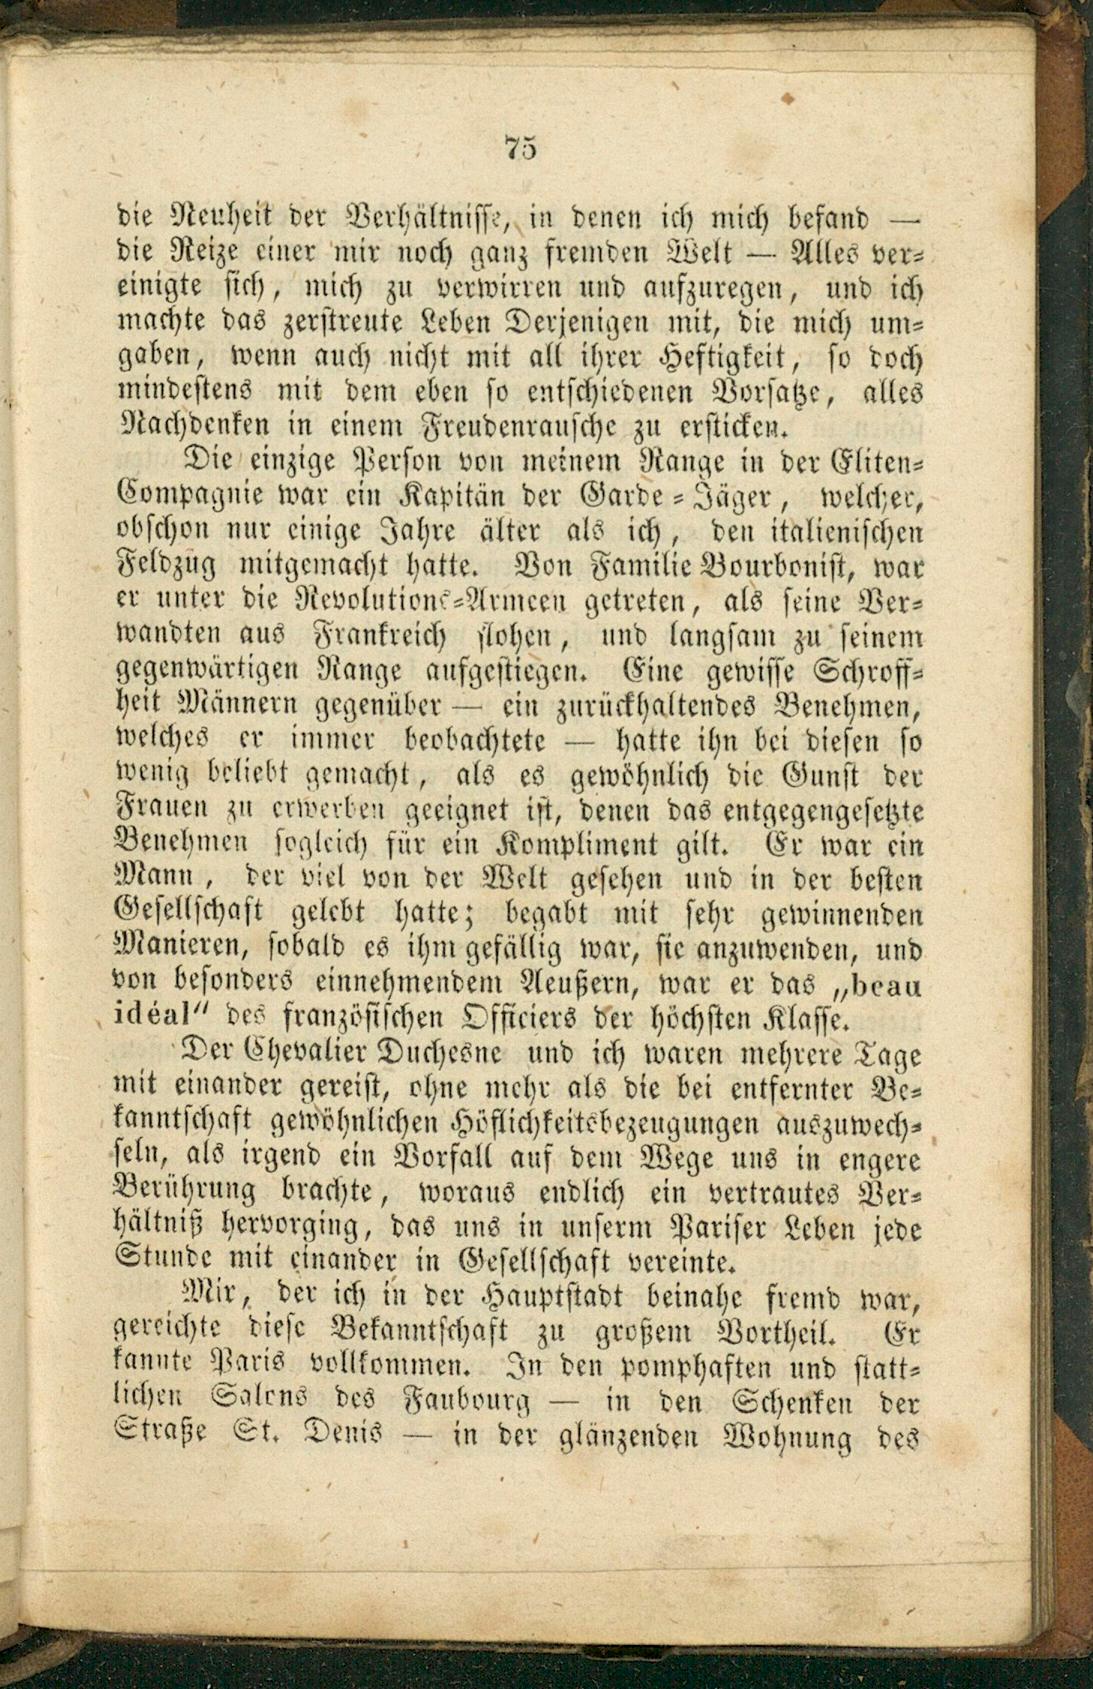 75
die Neuheit der Verhältnisse, in denen ich mich befand —
die Reize einer mir noch ganz fremden Welt — Alles ver-
einigte sich, mich zu verwirren und aufzuregen, und ich
machte das zerstreute Leben Derjenigen mit, die mich um-
gaben, wenn auch nicht mit all ihrer Heftigkeit, so doch
mindestens mit dem eben so entschiedenen Vorsatze, alles
Nachdenken in einem Freudenrausche zu ersticken.
Die einzige Person von meinem Range in der Eliten-
Compagnie war ein Kapitän der Garde-Jäger, welcher,
obschon nur einige Jahre älter als ich, den italienischen
Feldzug mitgemacht hatte. Von Familie Bourbonist, war
er unter die Revolutions-Armeen getreten, als seine Ver-
wandten aus Frankreich flohen, und langsam zu seinem
gegenwärtigen Range aufgestiegen. Eine gewisse Schroff-
heit Männern gegenüber — ein zurückhaltendes Benehmen,
welches er immer beobachtete — hatte ihn bei diesen so
wenig beliebt gemacht, als es gewöhnlich die Gunst der
Frauen zu erwerben geeignet ist, denen das entgegengesetzte
Benehmen sogleich für ein Kompliment gilt. Er war ein
Mann, der viel von der Welt gesehen und in der besten
Gesellschaft gelebt hatte; begabt mit sehr gewinnenden
Manieren, sobald es ihm gefällig war, sie anzuwenden, und
von besonders einnehmendem Aeußern, war er das „beau
idéal“ des französischen Officiers der höchsten Klasse.
Der Chevalier Duchesne und ich waren mehrere Tage
mit einander gereist, ohne mehr als die bei entfernter Be-
kanntschaft gewöhnlichen Höflichkeitsbezeugungen auszuwech-
seln, als irgend ein Vorfall auf dem Wege uns in engere
Berührung brachte, woraus endlich ein vertrautes Ver-
hältniß hervorging, das uns in unserm Pariser Leben jede
Stunde mit einander in Gesellschaft vereinte.
Mir, der ich in der Hauptstadt beinahe fremd war,
gereichte diese Bekanntschaft zu großem Vortheil. Er
kannte Paris vollkommen. In den pomphaften und statt-
lichen Salons des Faubourg — in den Schenken der
Straße St. Denis — in der glänzenden Wohnung des